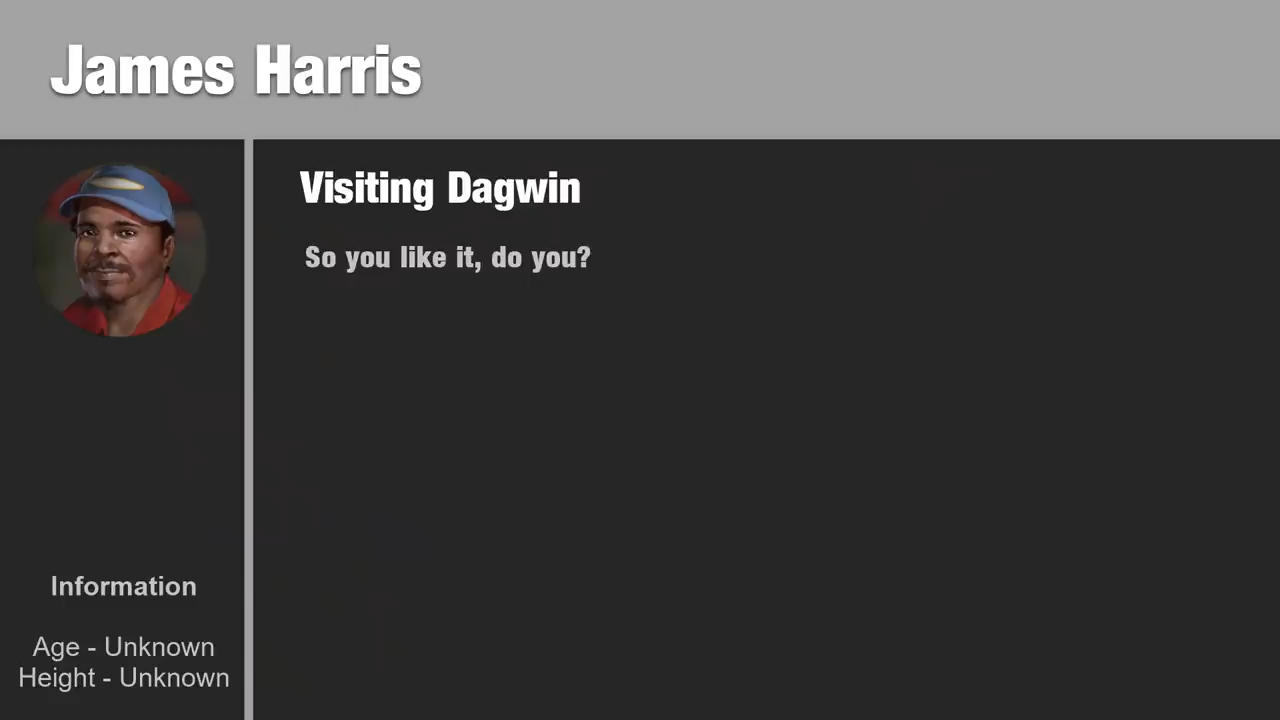 James Harris
Visiting Dagwin
So you like it, do you?
Information
Age - Unknown
Height - Unknown